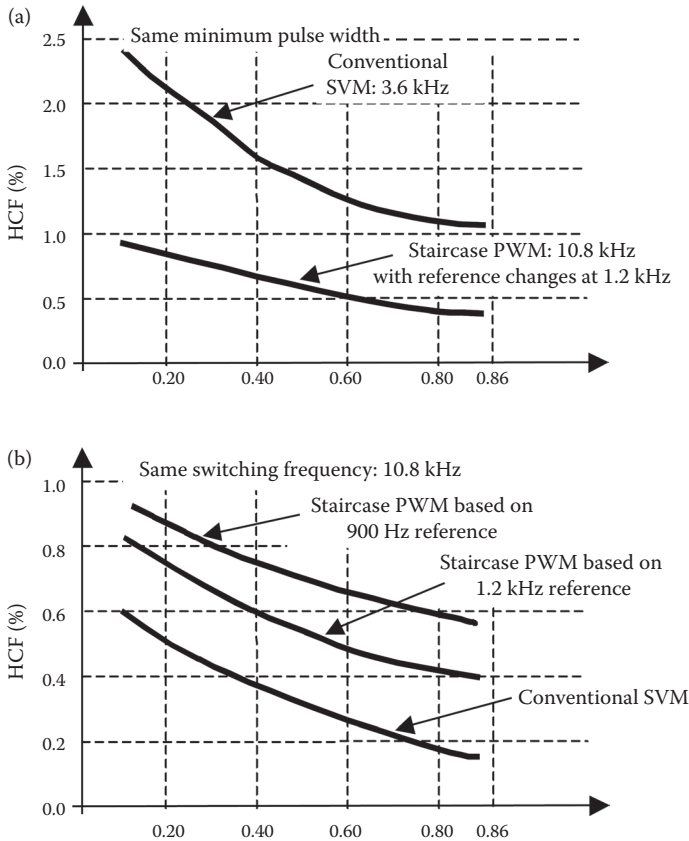 (a)
Same minimum pulse width
Conventional
SVM: 3.6 kHz
Staircase PWM: 10.8 kHz
with reference changes at 1.2 kHz
HCF (%)
2.5
2.0
1.5
1.0
0.5
0.0
0.20 0.40 0.60 0.80 0.86
(b)
Same switching frequency: 10.8 kHz
Staircase PWM based on
900 Hz reference
Staircase PWM based on
1.2 kHz reference
Conventional SVM
HCF (%)
1.0
0.8
0.6
0.4
0.2
0.0
0.20 0.40 0.60 0.80 0.86